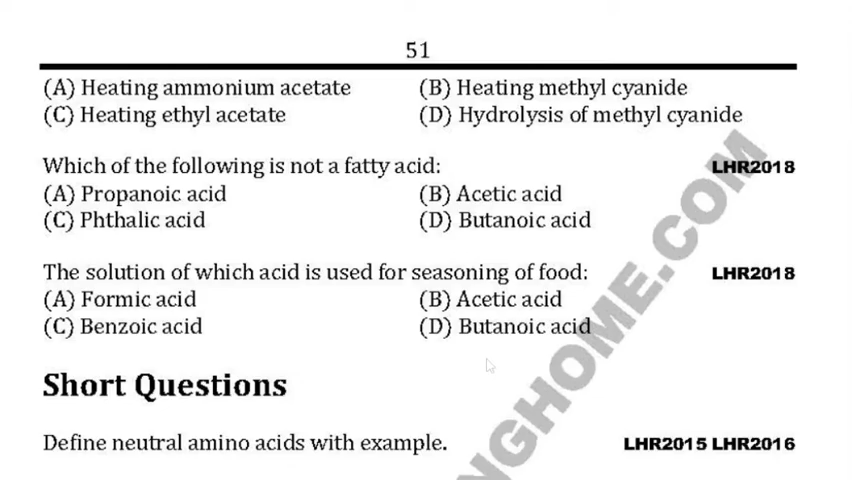 51
(A) Heating ammonium acetate (B) Heating methyl cyanide
(C) Heating ethyl acetate (D) Hydrolysis of methyl cyanide
Which of the following is not a fatty acid: LHR2018
(A) Propanoic acid (B) Acetic acid
(C) Phthalic acid (D) Butanoic acid
The solution of which acid is used for seasoning of food: LHR2018
(A) Formic acid (B) Acetic acid
(C) Benzoic acid (D) Butanoic acid
Short Questions
Define neutral amino acids with example. LHR2015 LHR2016
NGHOME.COM